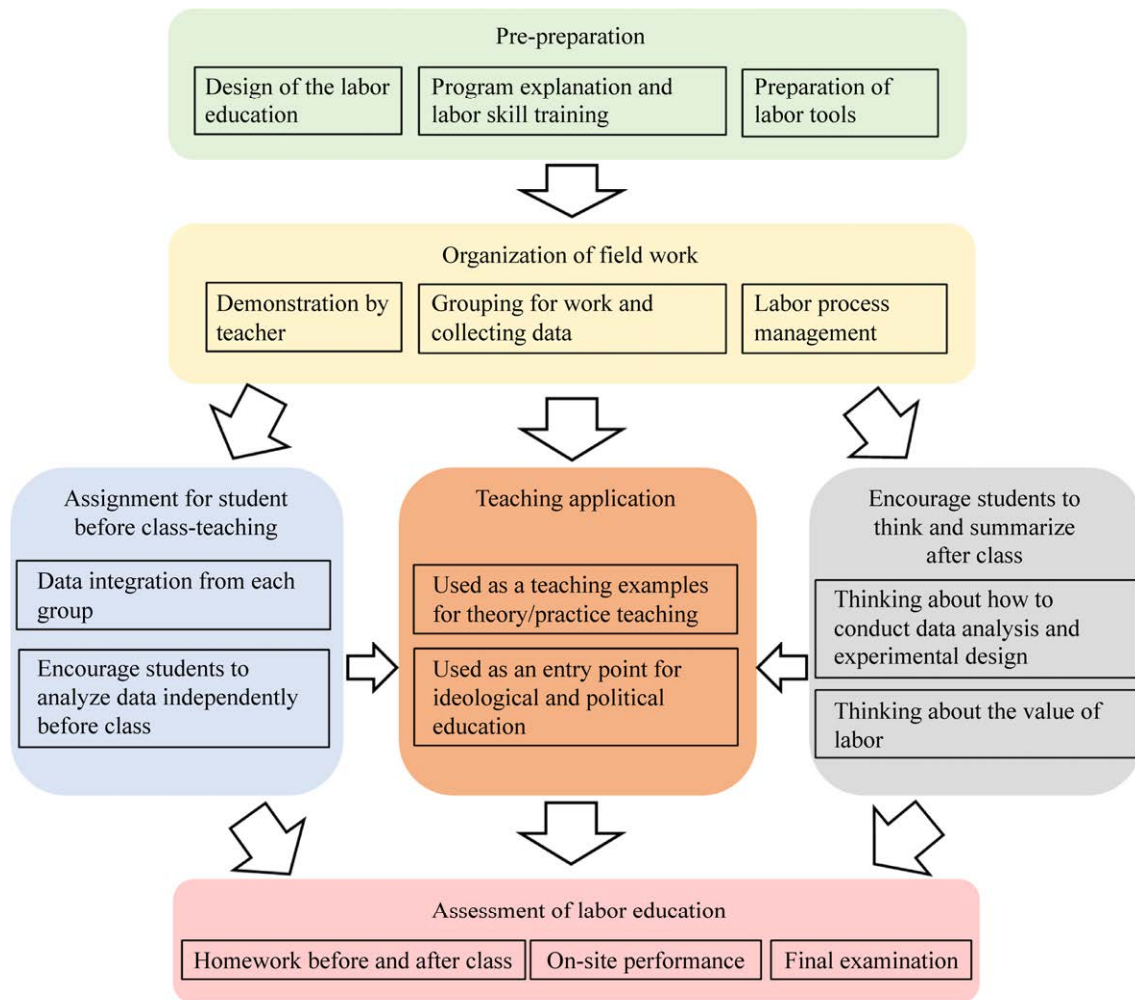 Pre-preparation
Design of the labor
education
Program explanation and
labor skill training
Preparation of
labor tools
Organization of field work
Demonstration by
teacher
Grouping for work and
collecting data
Labor process
management
Assignment for student
before class-teaching
Data integration from each
group
Encourage students to
analyze data independently
before class
Teaching application
Used as a teaching examples
for theory/practice teaching
Used as an entry point for
ideological and political
education
Encourage students to
think and summarize
after class
Thinking about how to
conduct data analysis and
experimental design
Thinking about the value of
labor
Assessment of labor education
Homework before and after class
On-site performance
Final examination